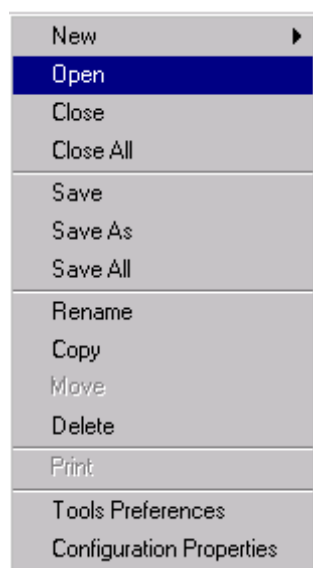 New
Open
Close
Close All
Save
Save As
Save All
Rename
Copy
Move
Delete
Print
Tools Preferences
Configuration Properties